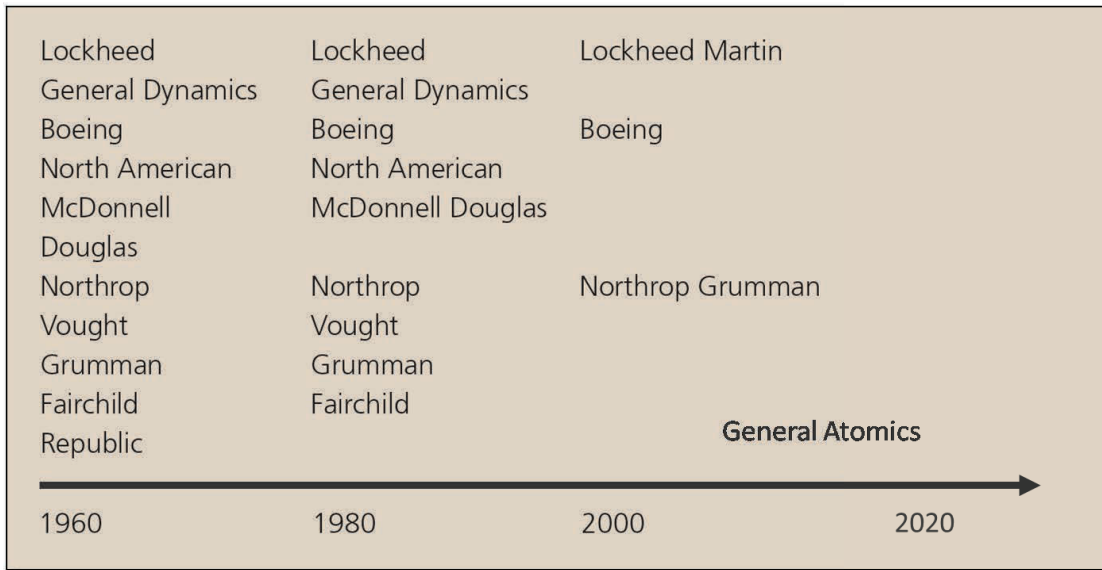 Lockheed Lockheed Lockheed Martin
General Dynamics General Dynamics
Boeing Boeing Boeing
North American North American
McDonnell McDonnell Douglas
Douglas
Northrop Northrop Northrop Grumman
Vought Vought
Grumman Grumman
Fairchild Fairchild
General Atomics
Republic
1960 1980 2000 2020